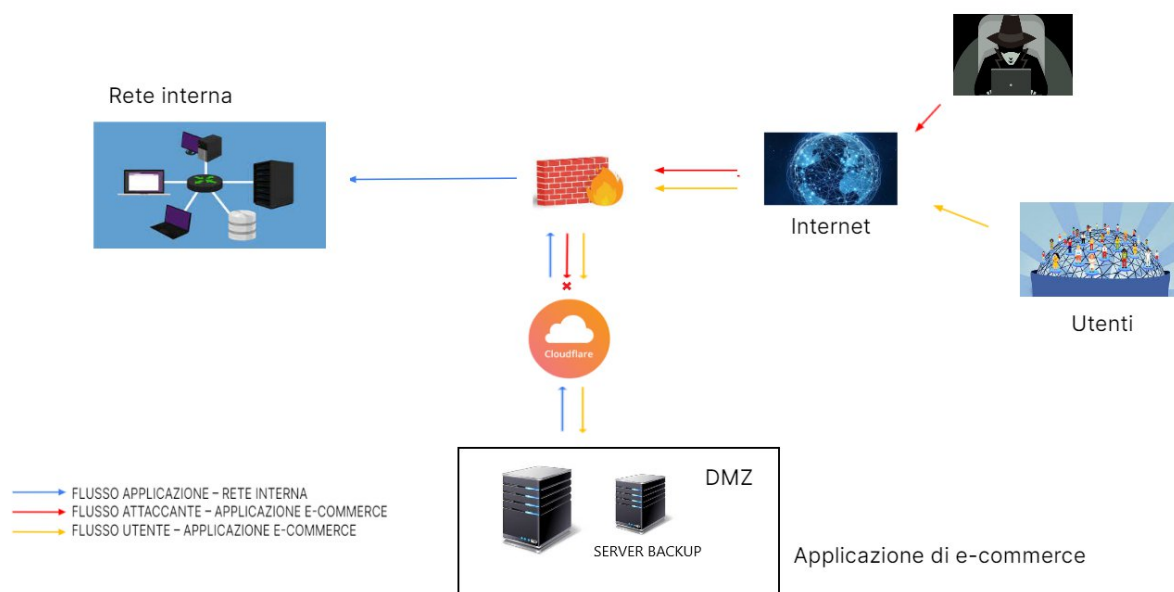 Rete interna
Internet
Utenti
Cloudflare
DMZ
SERVER BACKUP
Applicazione di e-commerce
FLUSSO APPLICAZIONE – RETE INTERNA
FLUSSO ATTACCANTE – APPLICAZIONE E-COMMERCE
FLUSSO UTENTE – APPLICAZIONE E-COMMERCE